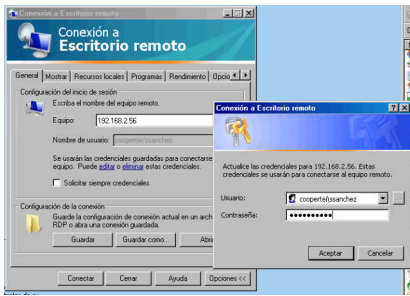 Conexión a Escritorio remoto
Conexión a
Escritorio remoto
General
Mostrar
Recursos locales
Programas
Rendimiento
Opcio
Configuración del inicio de sesión
Escriba el nombre del equipo remoto.
Equipo:
192.168.2.56
Nombre de usuario:
Se usarán las credenciales guardadas para conectarse
equipo. Puede editar o eliminar estas credenciales.
Solicitar siempre credenciales
Configuración de la conexión
Guarde la configuración de conexión actual en un arch
RDP o abra una conexión guardada.
Guardar
Guardar como...
Abri
Conectar
Cerrar
Ayuda
Opciones <<
Conexión a Escritorio remoto
Actualice las credenciales para 192.168.2.56. Estas
credenciales se usarán para conectarse al equipo remoto.
Usuario:
Contraseña:
Aceptar
Cancelar